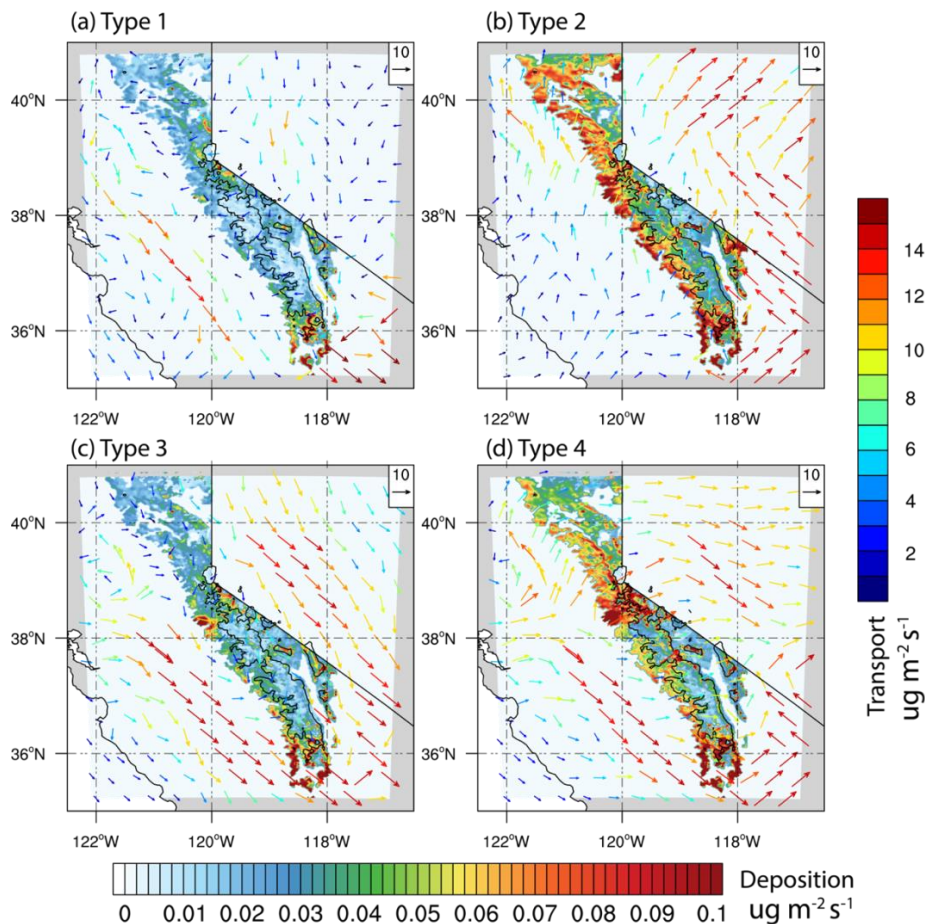 (a) Type 1
(b) Type 2
10
10
40°N
40°N
38°N
38°N
36°N
36°N
122°W 120°W 118°W
122°W 120°W 118°W
(c) Type 3
(d) Type 4
10
10
40°N
40°N
38°N
38°N
36°N
36°N
122°W 120°W 118°W
122°W 120°W 118°W
14
12
10
8
6
4
2
Transport
ug m⁻² s⁻¹
0 0.01 0.02 0.03 0.04 0.05 0.06 0.07 0.08 0.09 0.1
Deposition
ug m⁻² s⁻¹